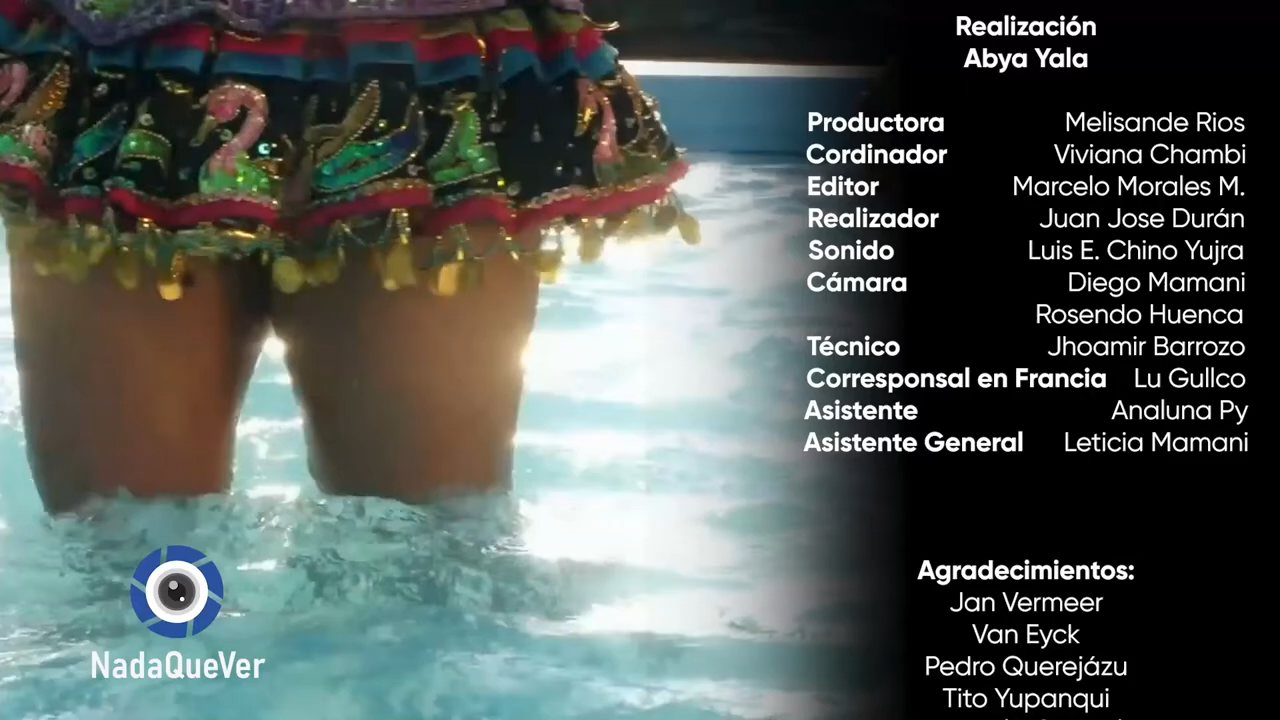 Realización
Abya Yala
Productora Melisande Rios
Cordinador Viviana Chambi
Editor Marcelo Morales M.
Realizador Juan Jose Durán
Sonido Luis E. Chino Yujra
Cámara Diego Mamani
Rosendo Huenca
Técnico Jhoamir Barrozo
Corresponsal en Francia Lu Gullco
Asistente Analuna Py
Asistente General Leticia Mamani
Agradecimientos:
Jan Vermeer
Van Eyck
Pedro Querejázu
Tito Yupanqui
NadaQueVer